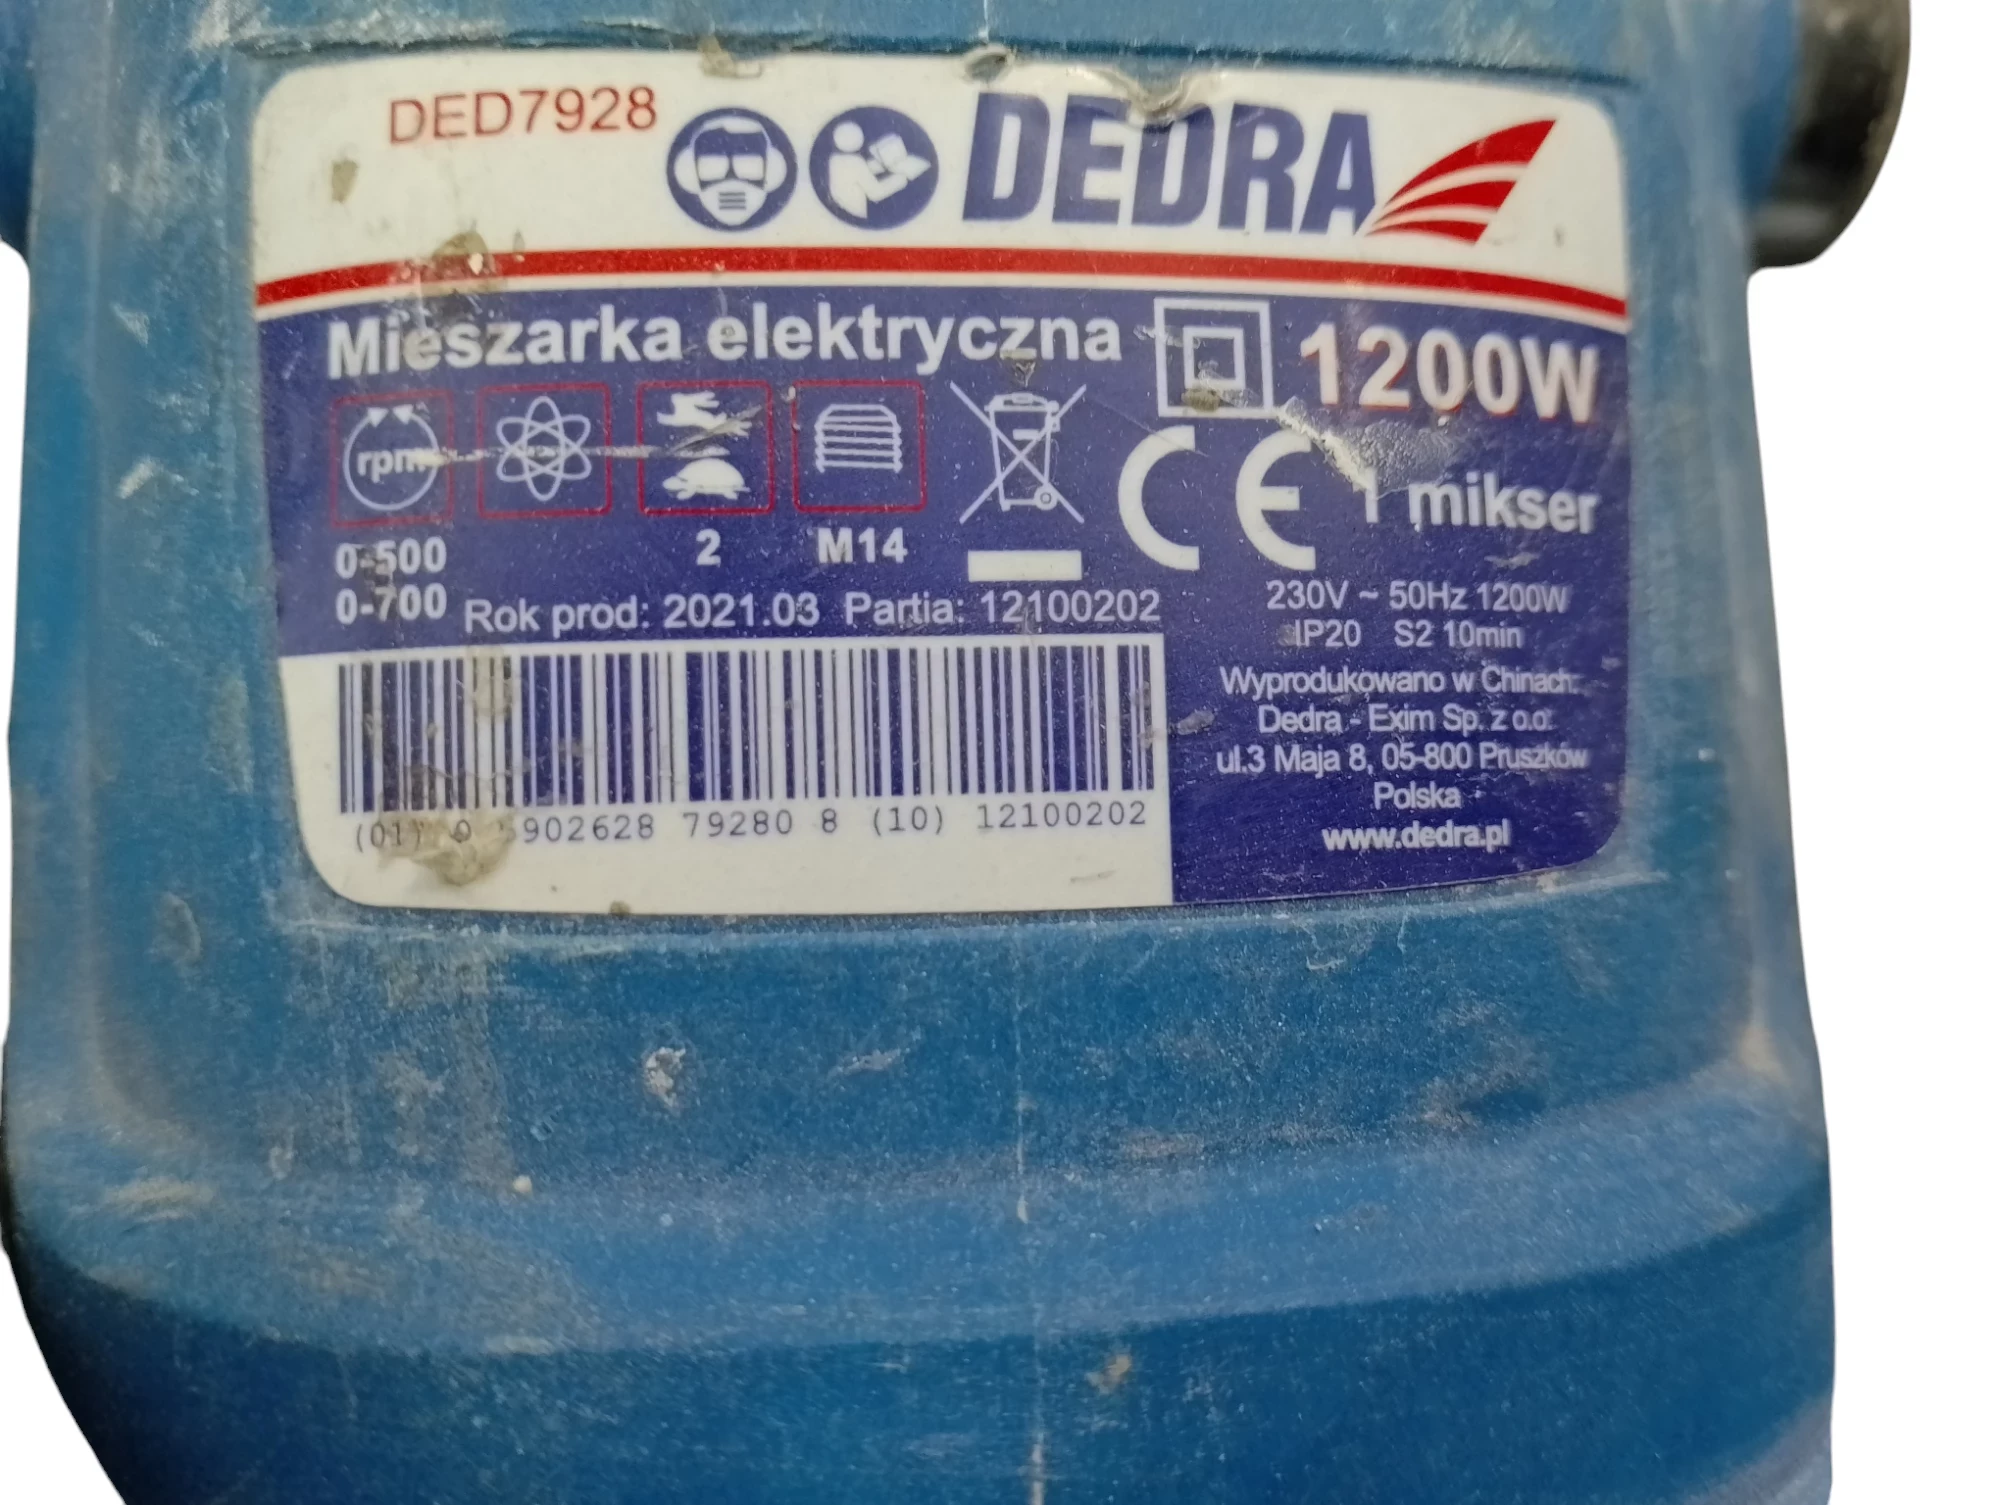 DED7928
DEDRA
Mieszarka elektryczna 1200W
rpm
0-500
0-700
2
M14
CE
1 mikser
Rok prod: 2021.03 Partia: 12100202
230V ~ 50Hz 1200W
IP20 S2 10min
Wyprodukowano w Chinach:
Dedra - Exim Sp. z o.o.
ul.3 Maja 8, 05-800 Pruszków
Polska
www.dedra.pl
(01) 0 5902628 79280 8 (10) 12100202